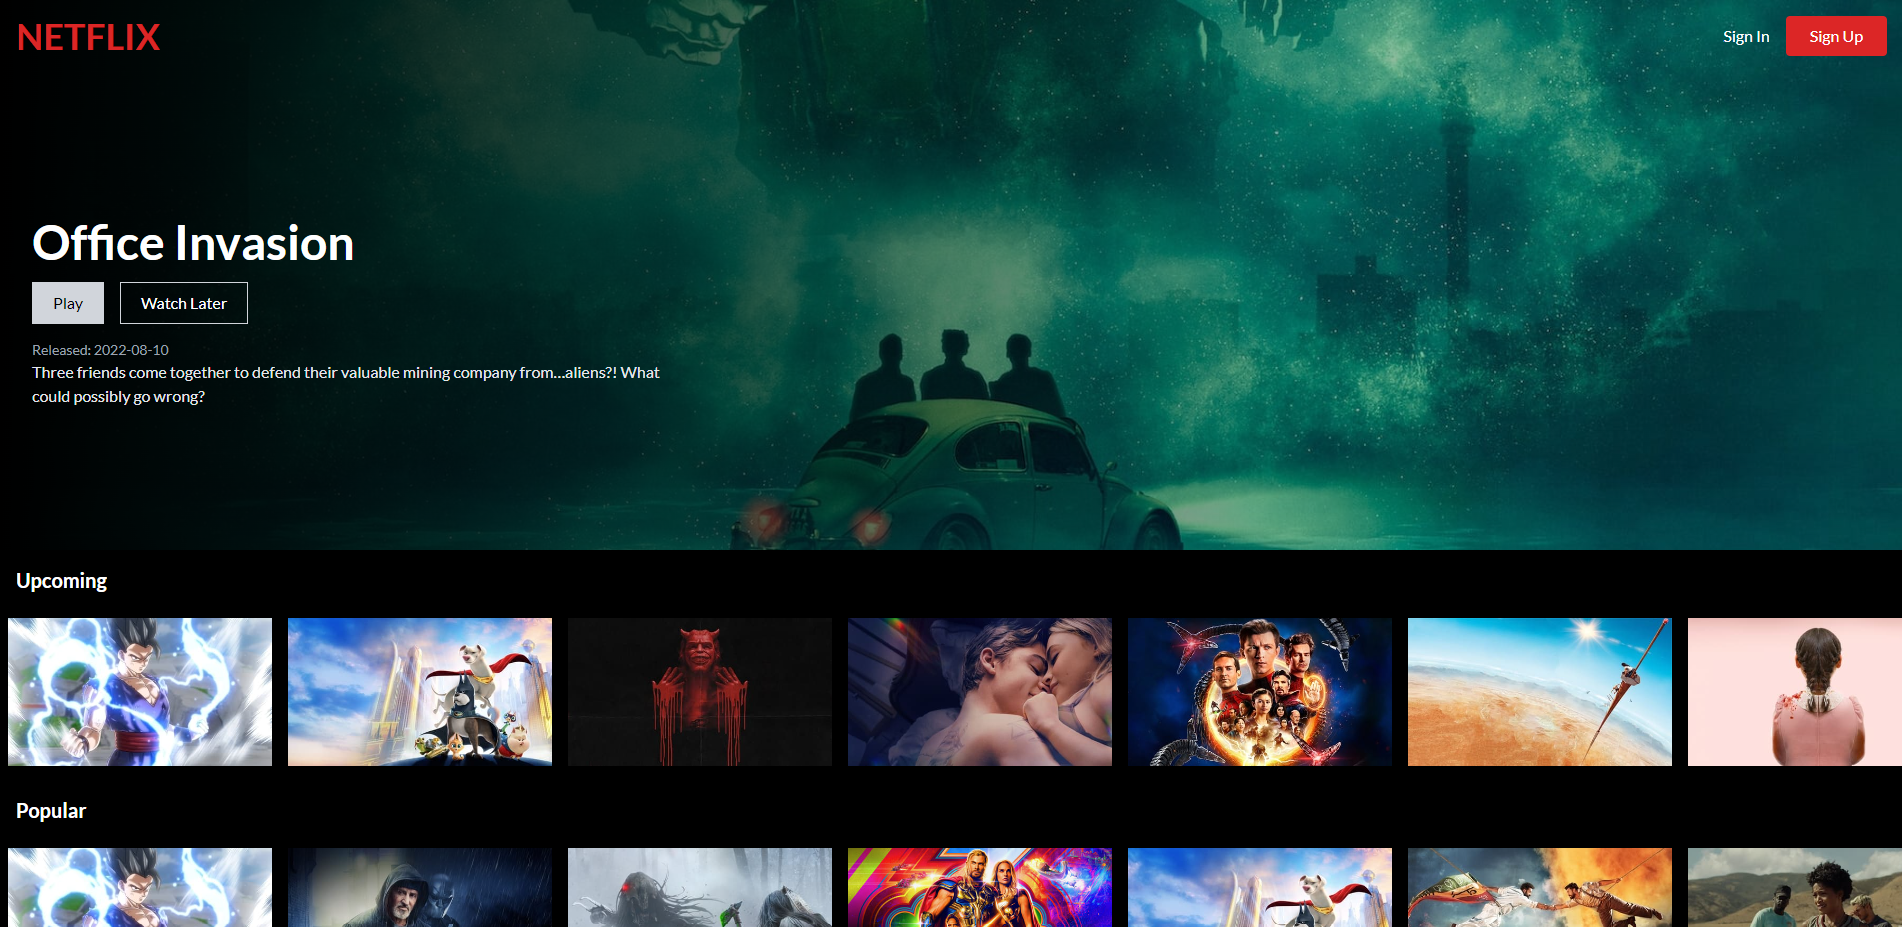 NETFLIX
Sign In
Sign Up
Office Invasion
Play
Watch Later
Released: 2022-08-10
Three friends come together to defend their valuable mining company from...aliens?! What
could possibly go wrong?
Upcoming
Popular